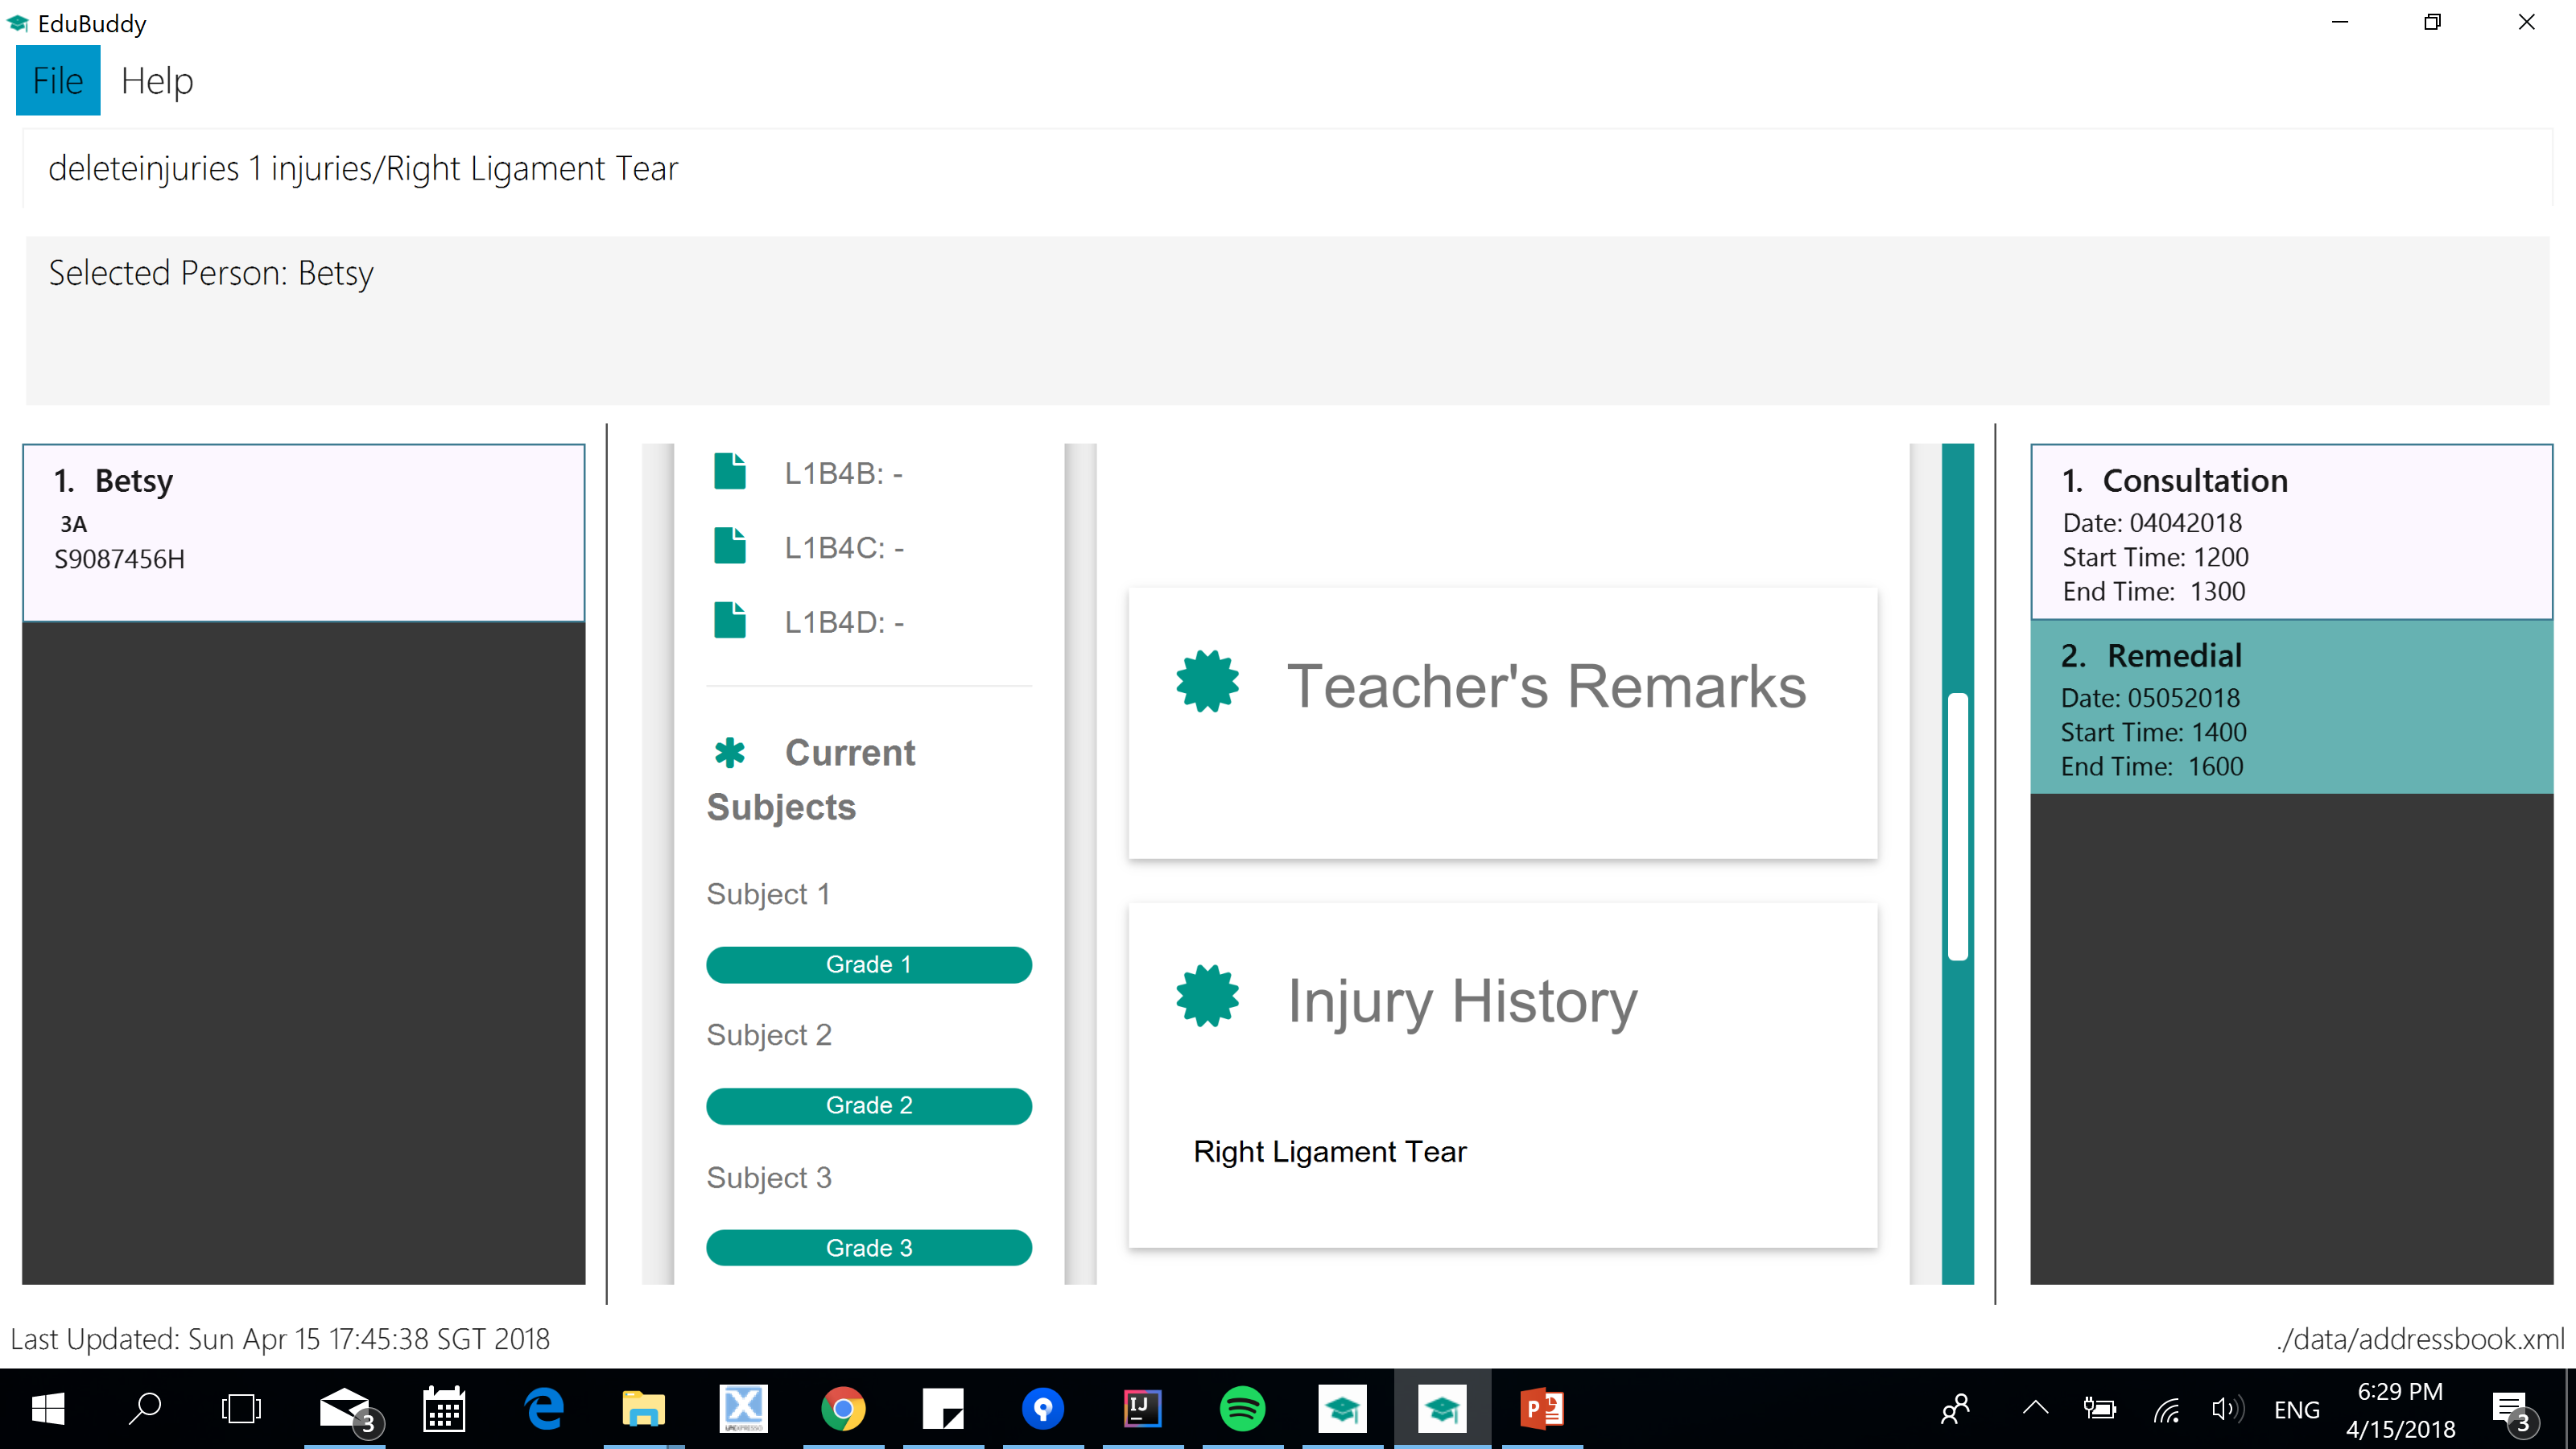 EduBuddy
File Help
deleteinjuries 1 injuries/Right Ligament Tear
Selected Person: Betsy
1. Betsy
3A
S9087456H
L1B4B: -
L1B4C: -
L1B4D: -
Current
Subjects
Subject 1
Grade 1
Subject 2
Grade 2
Subject 3
Grade 3
Teacher's Remarks
Injury History
Right Ligament Tear
1. Consultation
Date: 04042018
Start Time: 1200
End Time: 1300
2. Remedial
Date: 05052018
Start Time: 1400
End Time: 1600
Last Updated: Sun Apr 15 17:45:38 SGT 2018
./data/addressbook.xml
3
X
IJ
P
ENG
6:29 PM
4/15/2018
3